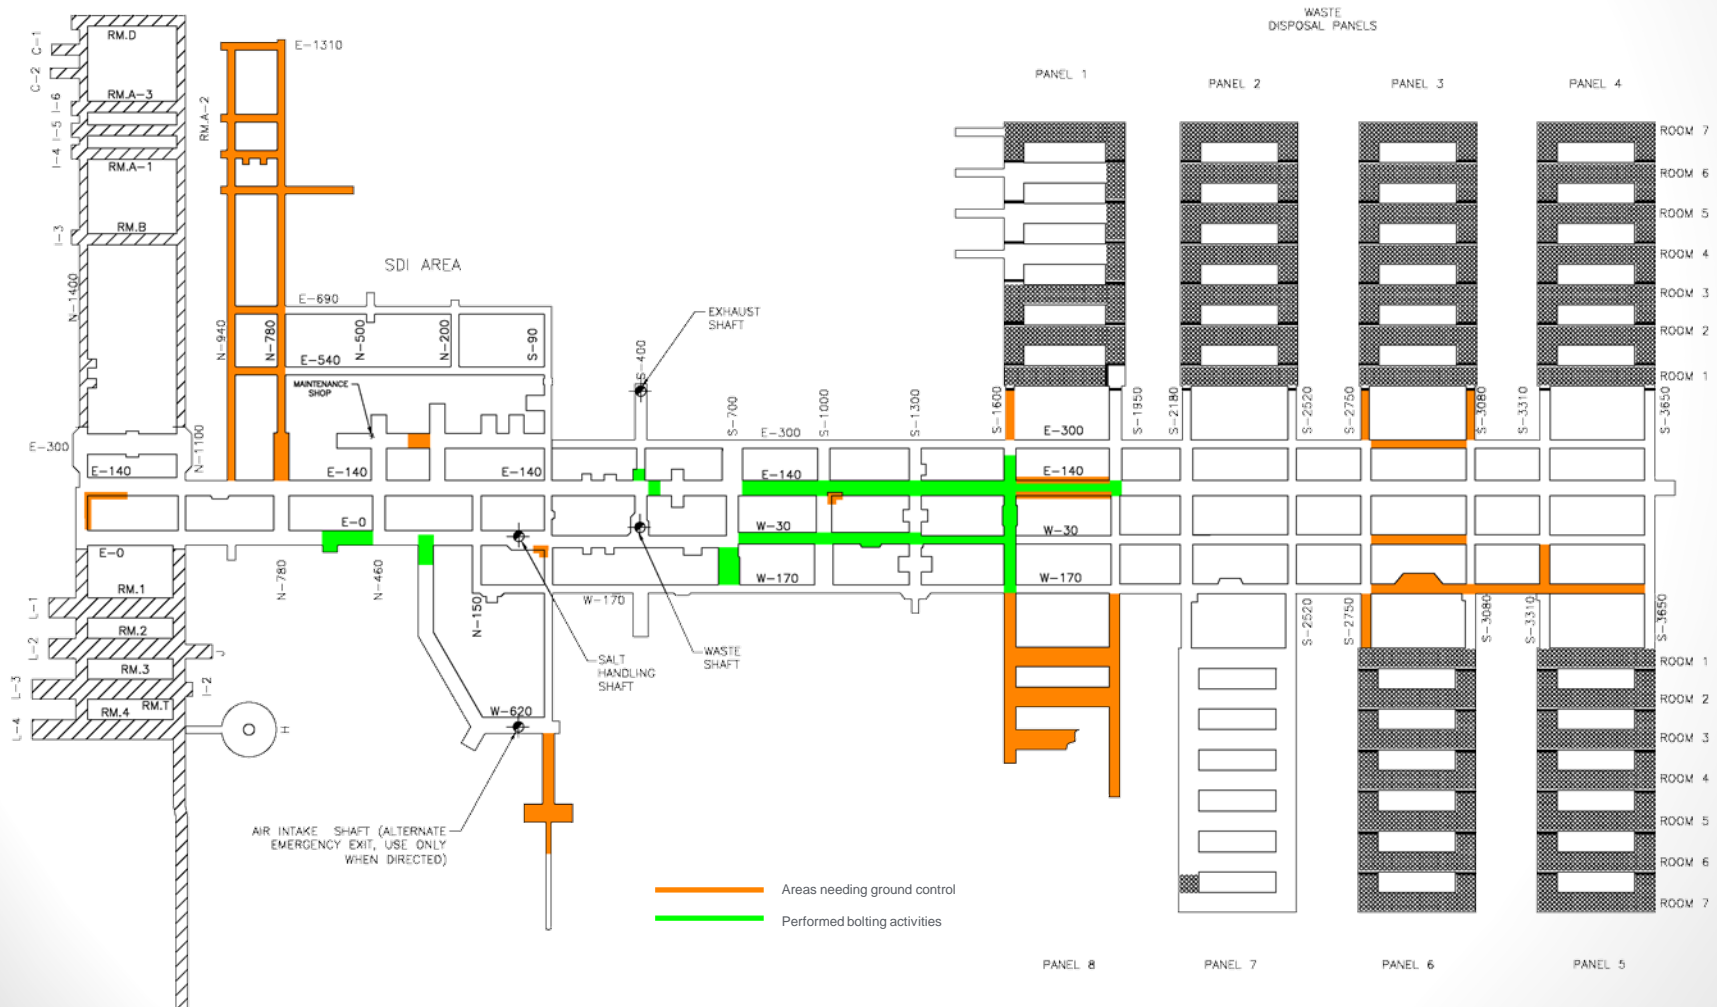 WASTE
DISPOSAL PANELS
PANEL 1
PANEL 2
PANEL 3
PANEL 4
RM.D
C-1
C-2
RM.A-3
I-6
I-5
I-4
RM.A-1
RM.B
I-3
N-1400
E-1310
RM.A-2
SDI AREA
E-690
N-940
N-780
N-500
N-200
S-90
E-540
MAINTENANCE
SHOP
EXHAUST
SHAFT
S-400
ROOM 7
ROOM 6
ROOM 5
ROOM 4
ROOM 3
ROOM 2
ROOM 1
S-700
S-1000
S-1300
S-1600
S-1950
S-2180
S-2520
S-2750
S-3080
S-3310
S-3650
E-300
N-1100
E-300
E-300
E-140
E-140
E-140
E-140
E-140
E-0
W-30
W-30
E-0
N-780
N-460
N-150
W-170
W-170
W-170
RM.1
L-1
RM.2
L-2
J
RM.3
L-3
I-2
RM.4
RM.T
L-4
H
W-620
SALT
HANDLING
SHAFT
WASTE
SHAFT
AIR INTAKE SHAFT (ALTERNATE
EMERGENCY EXIT, USE ONLY
WHEN DIRECTED)
S-2520
S-2750
S-3080
S-3310
S-3650
ROOM 1
ROOM 2
ROOM 3
ROOM 4
ROOM 5
ROOM 6
ROOM 7
Areas needing ground control
Performed bolting activities
PANEL 8
PANEL 7
PANEL 6
PANEL 5